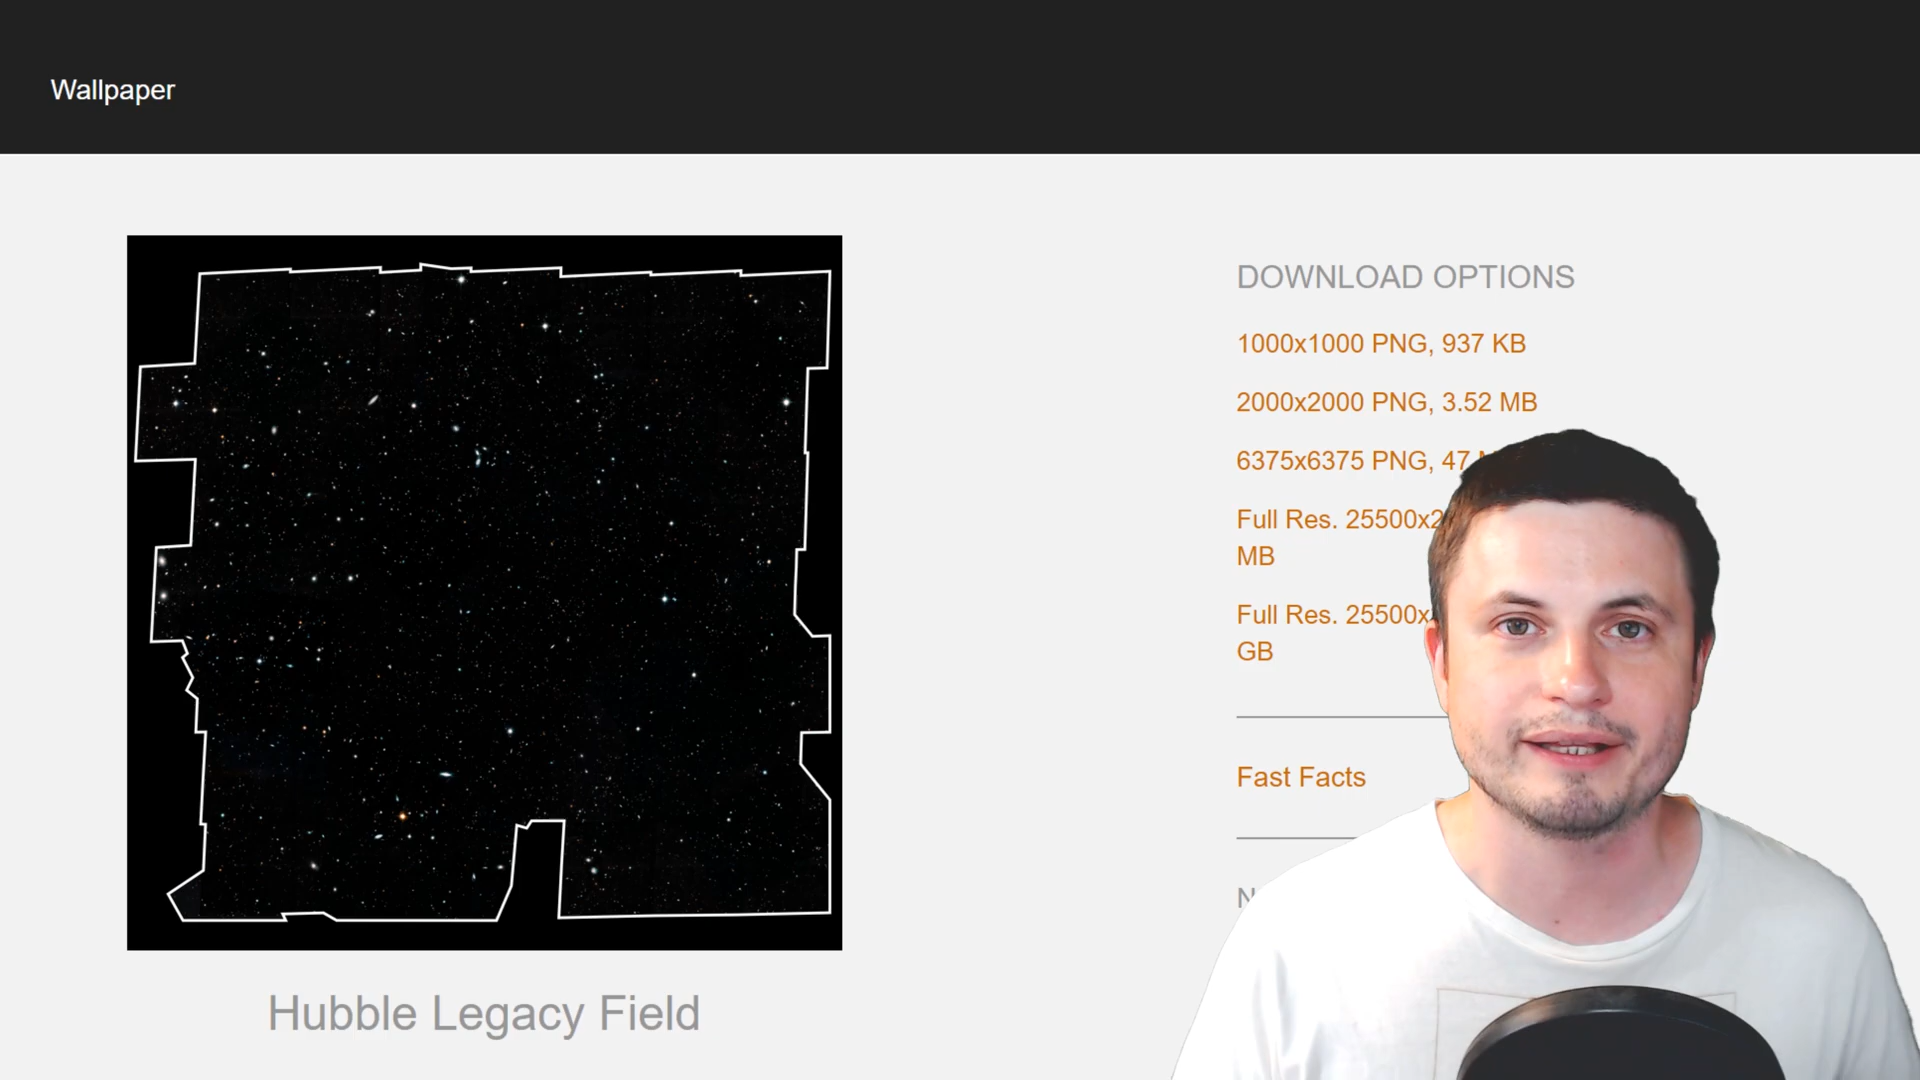 Wallpaper
DOWNLOAD OPTIONS
1000x1000 PNG, 937 KB
2000x2000 PNG, 3.52 MB
6375x6375 PNG, 47
Full Res. 25500x2
MB
Full Res. 25500x
GB
Fast Facts
Hubble Legacy Field